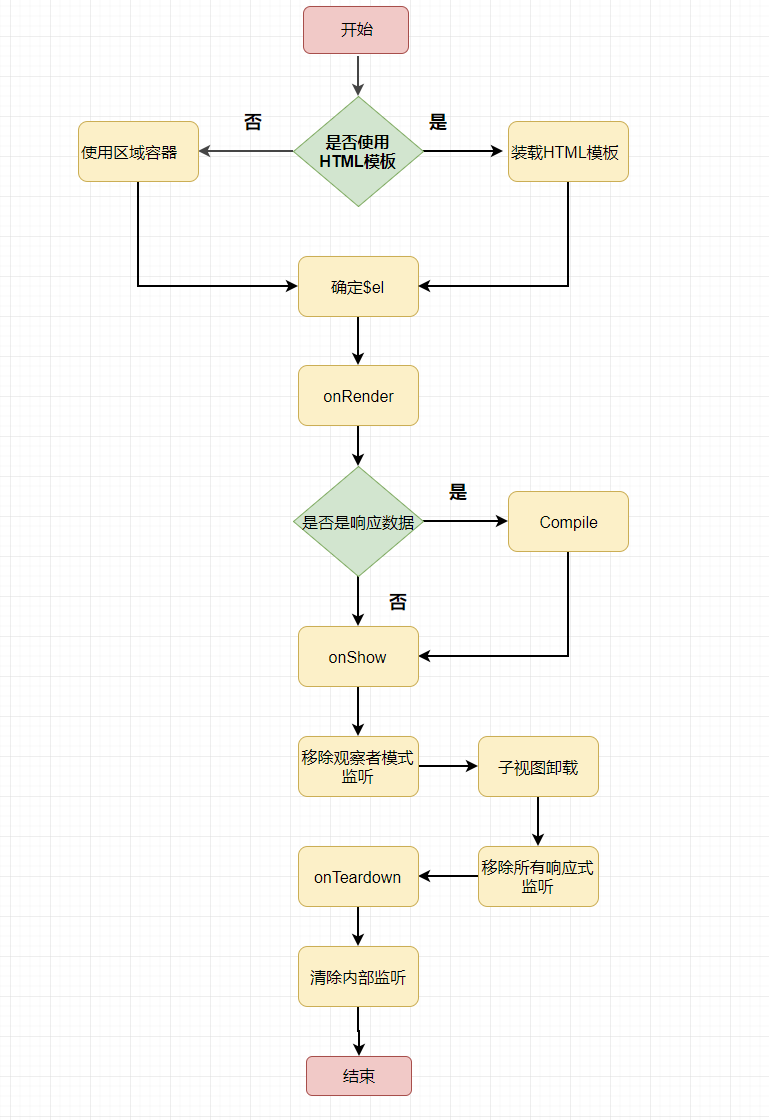 开始
否
是
是否使用
HTML模板
使用区域容器
装载HTML模板
确定$el
onRender
是
是否是响应数据
Compile
否
onShow
移除观察者模式
监听
子视图卸载
onTeardown
移除所有响应式
监听
清除内部监听
结束